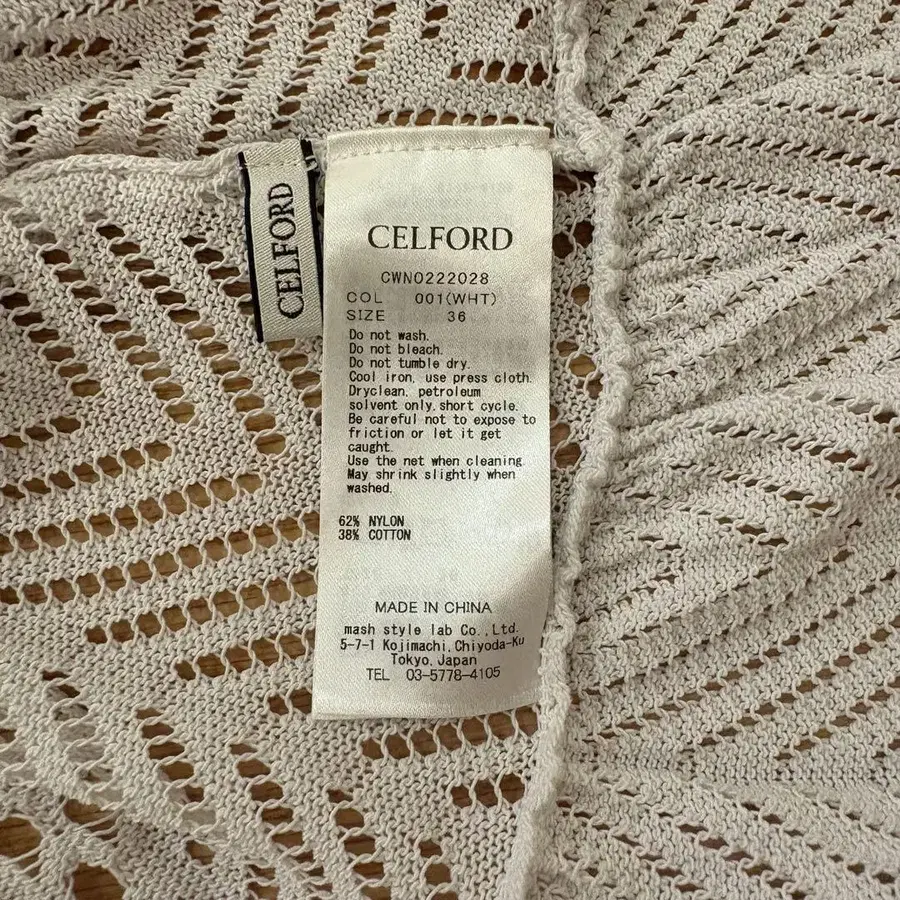 CELFORD
CELFORD
CWNO222028
COL 001(WHT)
SIZE 36
Do not wash.
Do not bleach.
Do not tumble dry.
Cool iron, use press cloth.
Dryclean, petroleum
solvent only.short cycle.
Be careful not to expose to
friction or let it get
caught.
Use the net when cleaning.
May shrink slightly when
washed.
62% NYLON
38% COTTON
MADE IN CHINA
mash style lab Co.,Ltd.
5-7-1 Kojimachi,Chiyoda-Ku
Tokyo,Japan
TEL 03-5778-4105